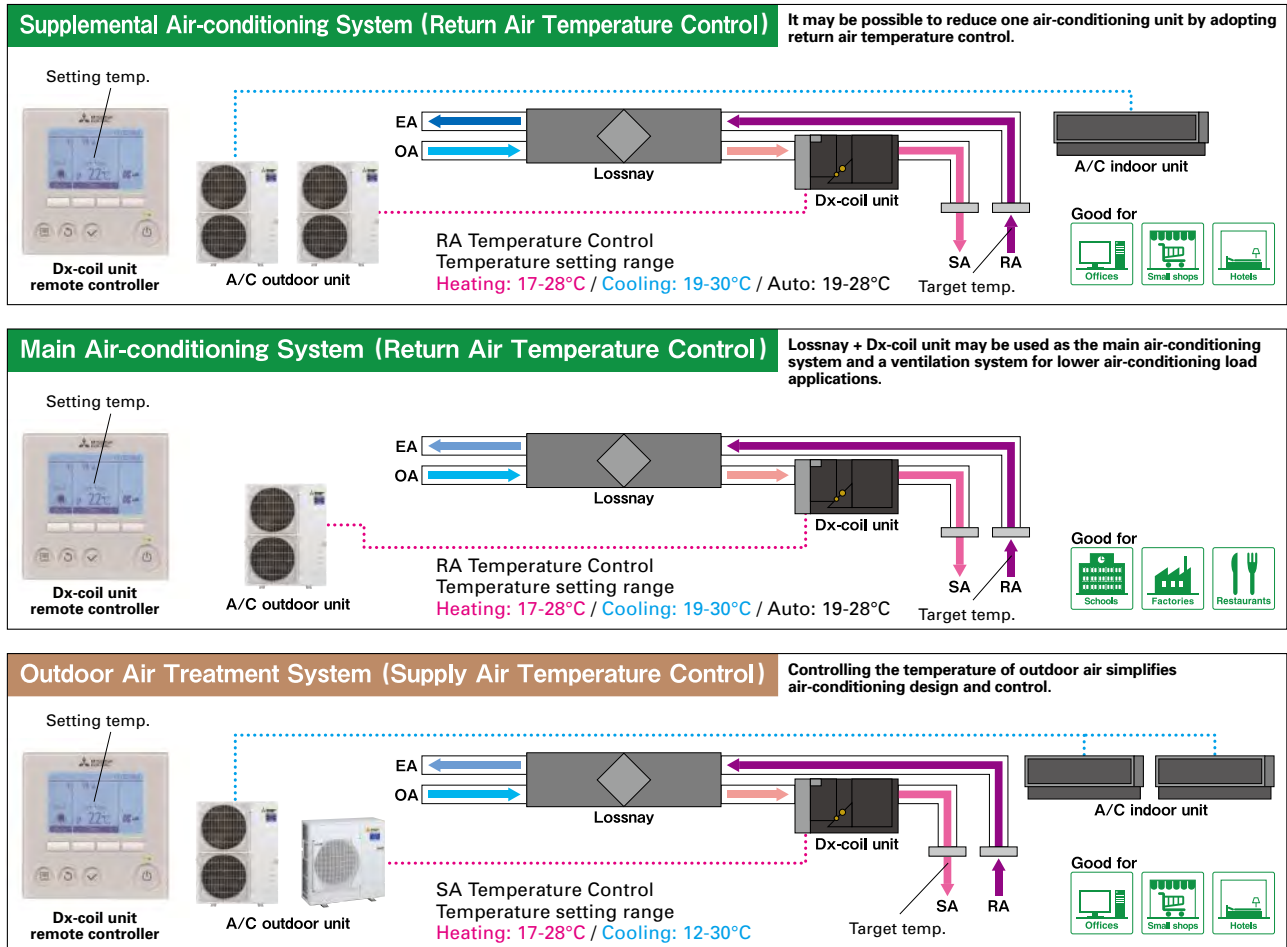 Supplemental Air-conditioning System (Return Air Temperature Control)
It may be possible to reduce one air-conditioning unit by adopting
return air temperature control.
Setting temp.
MITSUBISHI ELECTRIC
22°C
Dx-coil unit
remote controller
A/C outdoor unit
EA
OA
Lossnay
Dx-coil unit
SA
RA
Target temp.
RA Temperature Control
Temperature setting range
Heating: 17-28°C / Cooling: 19-30°C / Auto: 19-28°C
A/C indoor unit
Good for
Offices
Small shops
Hotels
Main Air-conditioning System (Return Air Temperature Control)
Lossnay + Dx-coil unit may be used as the main air-conditioning
system and a ventilation system for lower air-conditioning load
applications.
Setting temp.
MITSUBISHI ELECTRIC
22°C
Dx-coil unit
remote controller
A/C outdoor unit
EA
OA
Lossnay
Dx-coil unit
SA
RA
Target temp.
RA Temperature Control
Temperature setting range
Heating: 17-28°C / Cooling: 19-30°C / Auto: 19-28°C
Good for
Schools
Factories
Restaurants
Outdoor Air Treatment System (Supply Air Temperature Control)
Controlling the temperature of outdoor air simplifies
air-conditioning design and control.
Setting temp.
MITSUBISHI ELECTRIC
22°C
Dx-coil unit
remote controller
A/C outdoor unit
EA
OA
Lossnay
Dx-coil unit
SA
RA
Target temp.
SA Temperature Control
Temperature setting range
Heating: 17-28°C / Cooling: 12-30°C
A/C indoor unit
Good for
Offices
Small shops
Hotels